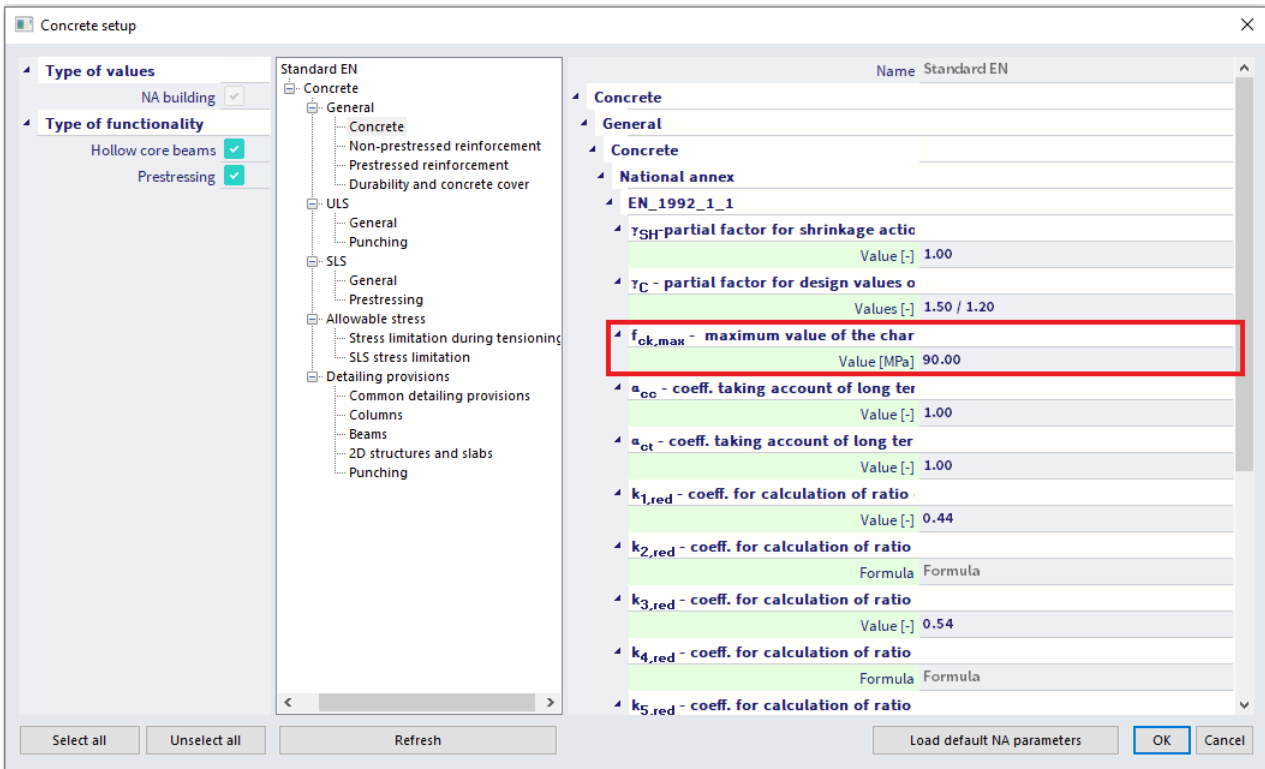 Concrete setup
Type of values
NA building
Type of functionality
Hollow core beams
Prestressing
Standard EN
Concrete
General
Concrete
Non-prestressed reinforcement
Prestressed reinforcement
Durability and concrete cover
ULS
General
Punching
SLS
General
Prestressing
Allowable stress
Stress limitation during tensioning
SLS stress limitation
Detailing provisions
Common detailing provisions
Columns
Beams
2D structures and slabs
Punching
Name Standard EN
Concrete
General
Concrete
National annex
EN_1992_1_1
γSH-partial factor for shrinkage actio
Value [-] 1.00
γC - partial factor for design values o
Values [-] 1.50 / 1.20
fck,max - maximum value of the char
Value [MPa] 90.00
αcc - coeff. taking account of long ter
Value [-] 1.00
αct - coeff. taking account of long ter
Value [-] 1.00
k1,red - coeff. for calculation of ratio
Value [-] 0.44
k2,red - coeff. for calculation of ratio
Formula Formula
k3,red - coeff. for calculation of ratio
Value [-] 0.54
k4,red - coeff. for calculation of ratio
Formula Formula
k5,red - coeff. for calculation of ratio
Select all Unselect all Refresh Load default NA parameters OK Cancel